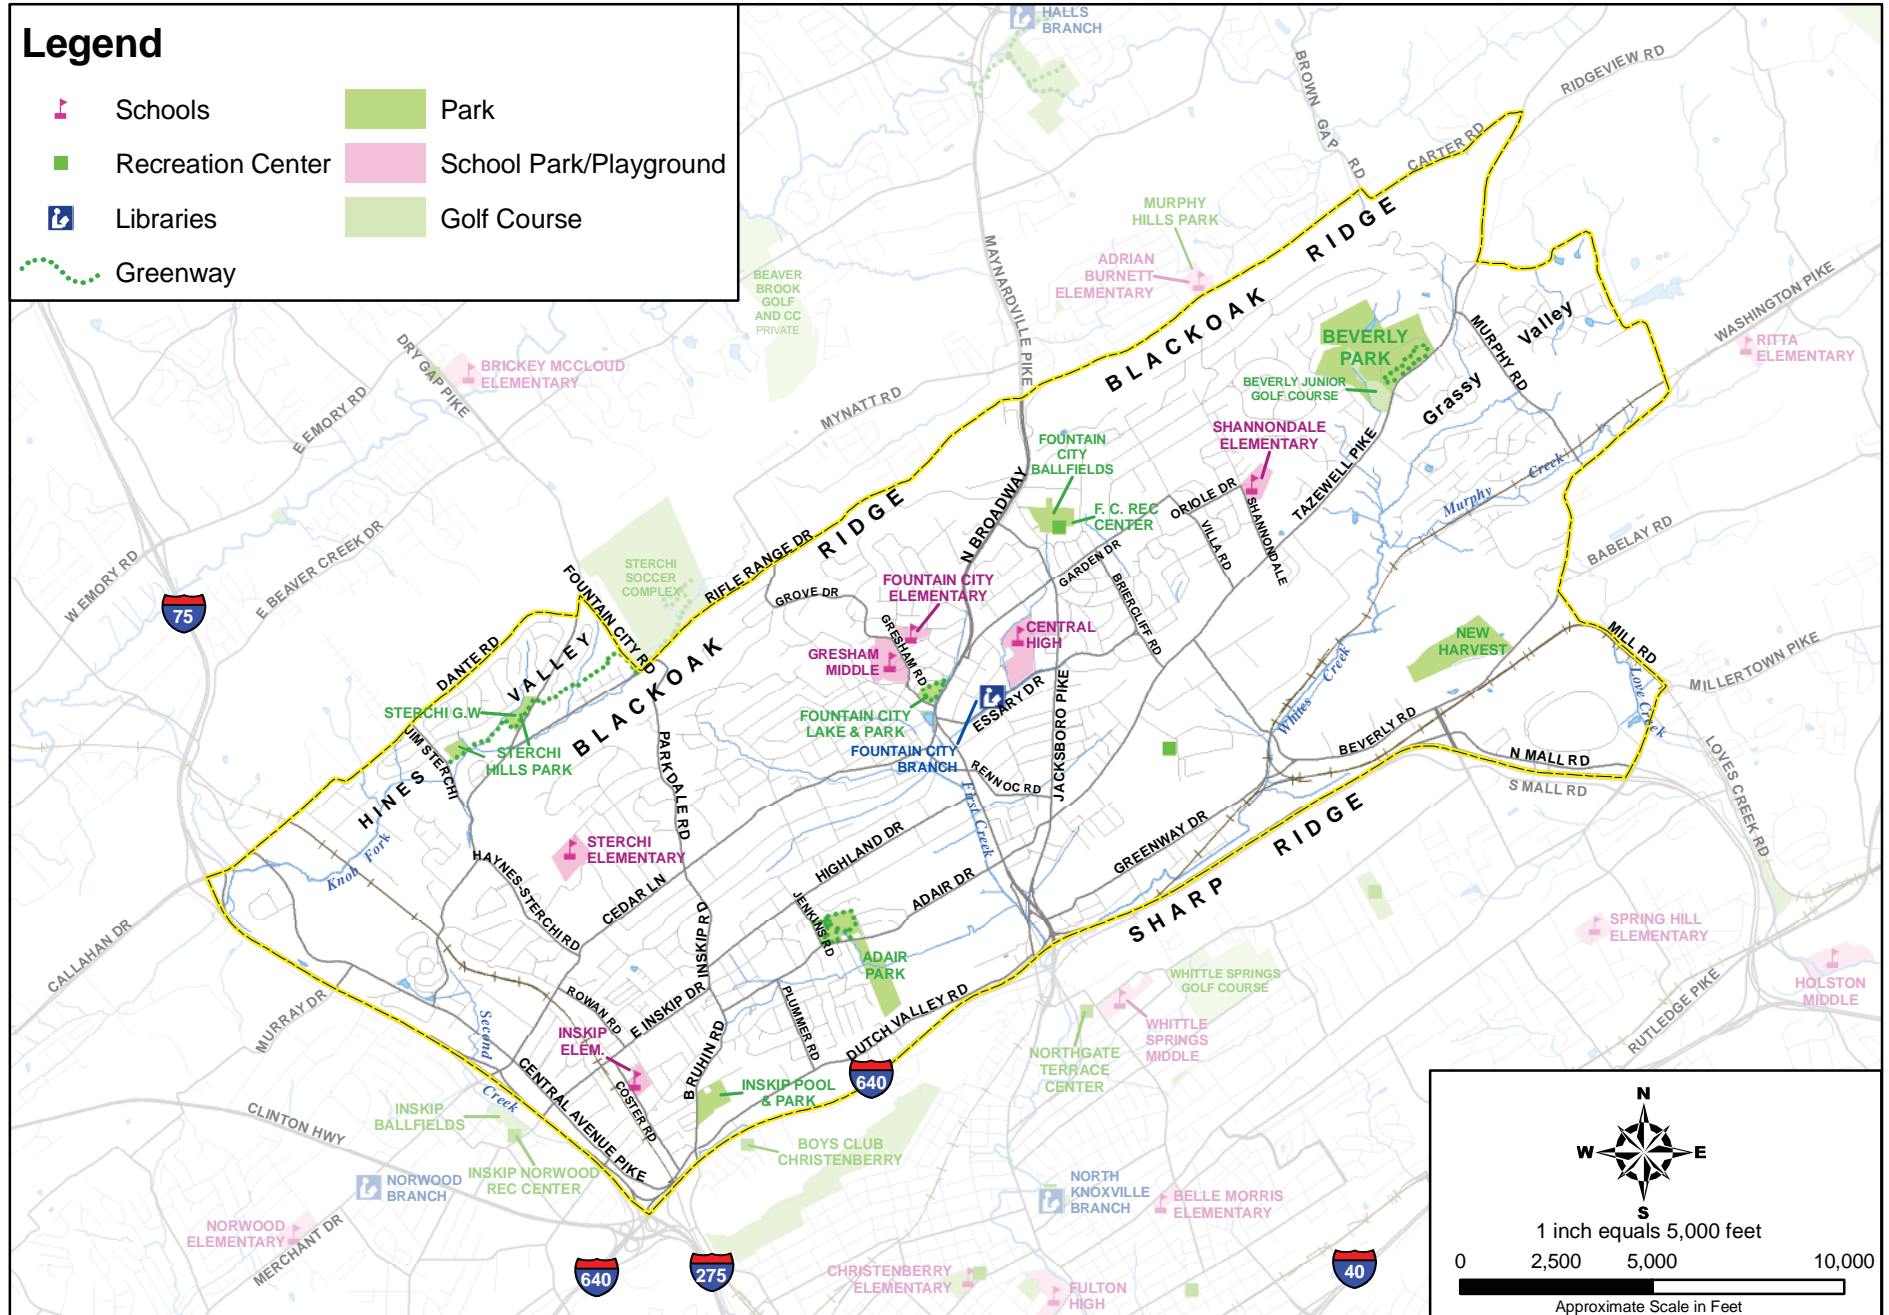 Legend
Schools
Park
Recreation Center
School Park/Playground
Libraries
Golf Course
Greenway
HALLS
BRANCH
BROWN GAP RD
RIDGEVIEW RD
CARTER RD
MURPHY
HILLS PARK
ADRIAN
BURNETT
ELEMENTARY
MAYNARDVILLE PIKE
BLACKOAK RIDGE
BEAVER
BROOK
GOLF
AND CC
PRIVATE
WASHINGTON PIKE
RITTA
ELEMENTARY
Grassy Valley
MURPHY RD
BEVERLY
PARK
BEVERLY JUNIOR
GOLF COURSE
DRY GAP PIKE
BRICKEY MCCLOUD
ELEMENTARY
E EMORY RD
MYNATT RD
SHANNONDALE
ELEMENTARY
FOUNTAIN
CITY
BALLFIELDS
TAZEWELL PIKE
Murphy Creek
N BROADWAY
ORIOLE DR
F. C. REC
CENTER
SHANNONDALE
VILLA RD
BABELAY RD
E BEAVER CREEK DR
W EMORY RD
BLACKOAK RIDGE
RIFLE RANGE DR
STERCHI
SOCCER
COMPLEX
GARDEN DR
BRIERCLIFF RD
FOUNTAIN CITY
ELEMENTARY
GROVE DR
75
FOUNTAIN CITY RD
GRESHAM RD
CENTRAL
HIGH
GRESHAM
MIDDLE
NEW
HARVEST
MILL RD
MILLERTOWN PIKE
Love Creek
DANTE RD
HINES VALLEY
STERCHI G.W
STERCHI
HILLS PARK
JIM STERCHI
FOUNTAIN CITY
LAKE & PARK
FOUNTAIN CITY
BRANCH
ESSARY DR
JACKSBORO PIKE
Whites Creek
BEVERLY RD
N MALL RD
S MALL RD
LOVES CREEK RD
PARKDALE RD
RENNOC RD
First Creek
Knob Fork
STERCHI
ELEMENTARY
HIGHLAND DR
GREENWAY DR
SHARP RIDGE
HAYNES-STERCHI RD
CEDAR LN
ADAIR DR
JENKINS RD
ADAIR
PARK
CALLAHAN DR
INSKIP RD
SPRING HILL
ELEMENTARY
HOLSTON
MIDDLE
WHITTLE SPRINGS
GOLF COURSE
RUTLEDGE PIKE
MURRAY DR
ROWAN RD
E INSKIP DR
PLUMMER RD
DUTCH VALLEY RD
Second Creek
INSKIP
ELEM.
WHITTLE
SPRINGS
MIDDLE
NORTHGATE
TERRACE
CENTER
640
CENTRAL AVENUE PIKE
COSTER RD
BRUHIN RD
INSKIP POOL
& PARK
CLINTON HWY
INSKIP
BALLFIELDS
BOYS CLUB
CHRISTENBERRY
INSKIP NORWOOD
REC CENTER
NORWOOD
BRANCH
NORTH
KNOXVILLE
BRANCH
BELLE MORRIS
ELEMENTARY
NORWOOD
ELEMENTARY
MERCHANT DR
640
275
CHRISTENBERRY
ELEMENTARY
FULTON
HIGH
40
N
W E
S
1 inch equals 5,000 feet
0 2,500 5,000 10,000
Approximate Scale in Feet